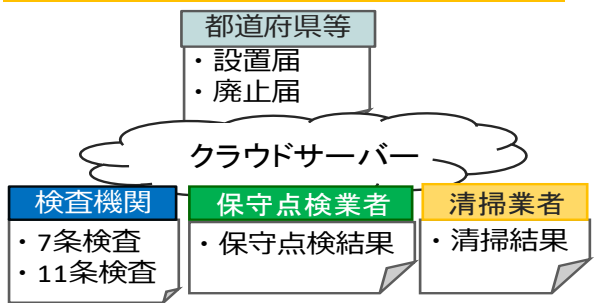 都道府県等
・設置届
・廃止届
クラウドサーバー
検査機関
・7条検査
・11条検査
保守点検業者
・保守点検結果
清掃業者
・清掃結果